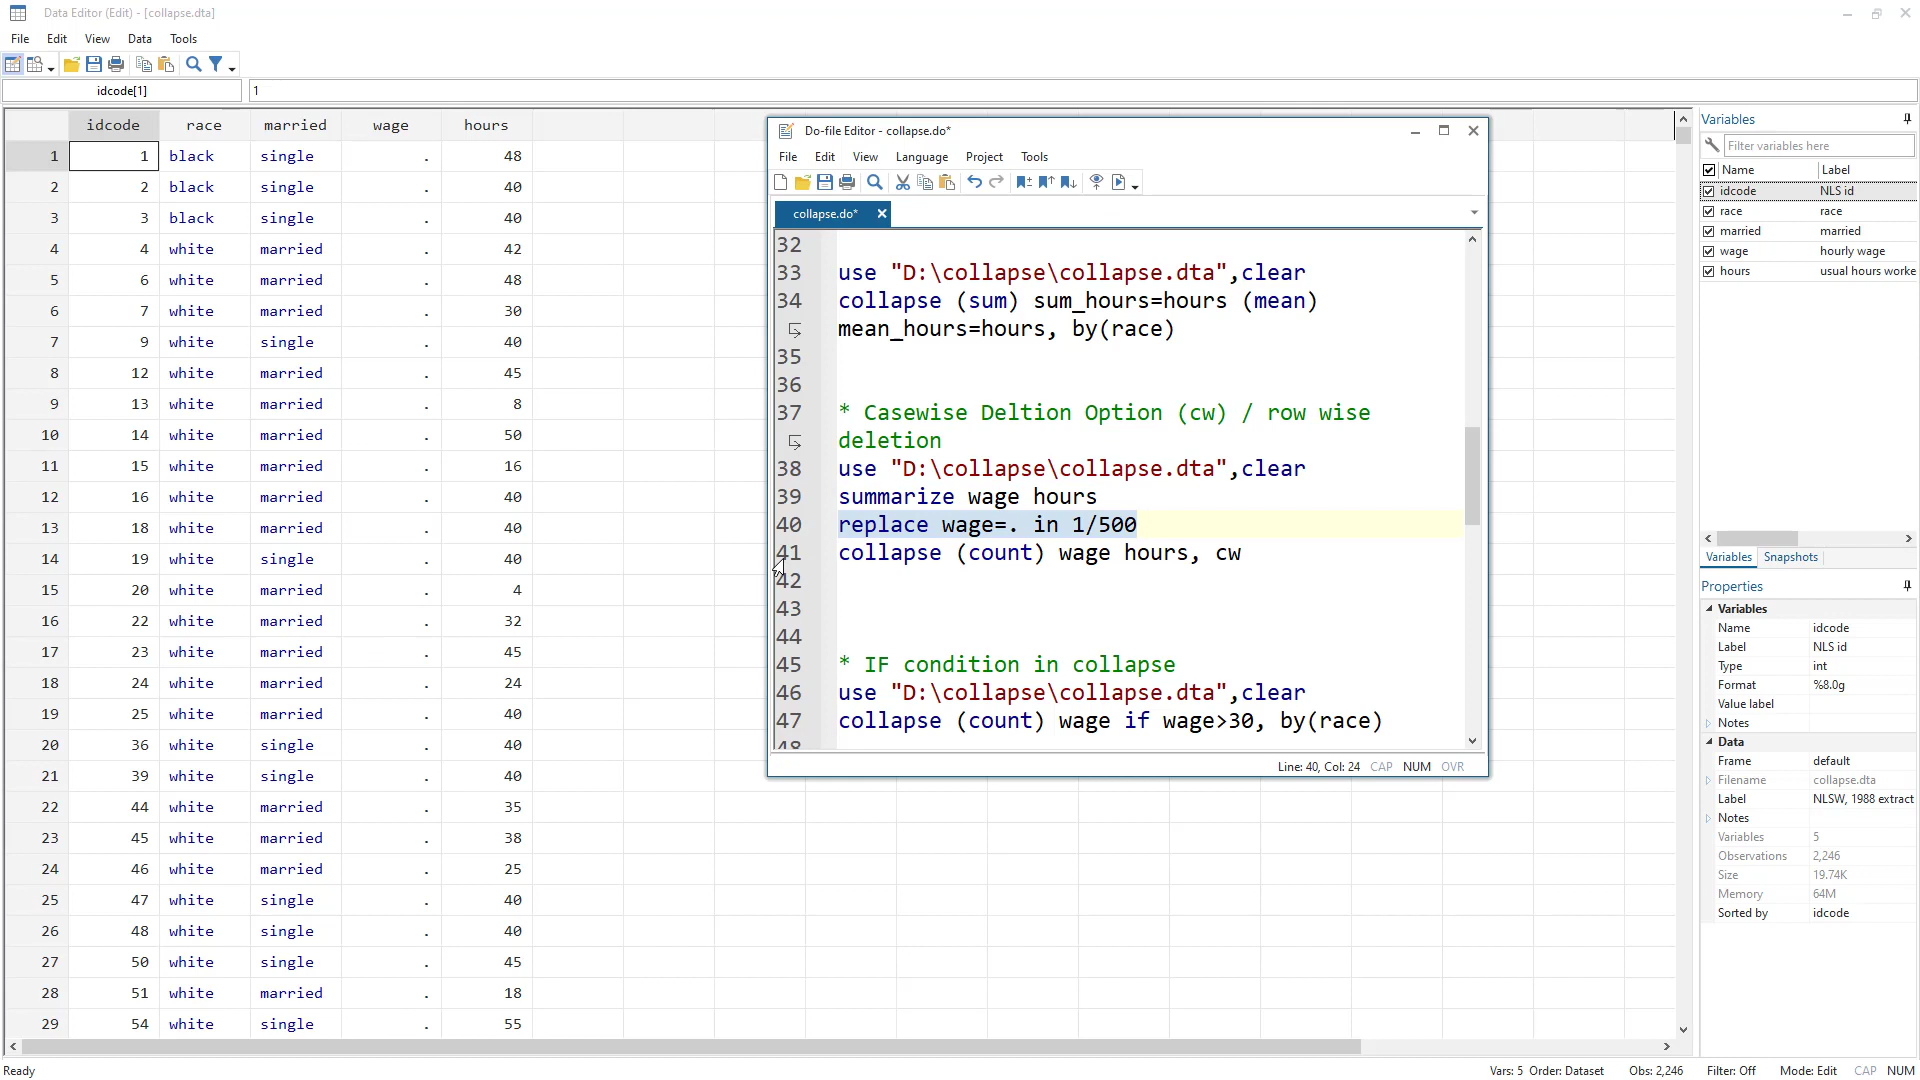 Data Editor (Edit) - [collapse.dta]
File Edit View Data Tools
idcode[1] 1
idcode race married wage hours
1 1 black single . 48
2 2 black single . 40
3 3 black single . 40
4 4 white married . 42
5 6 white married . 48
6 7 white married . 30
7 9 white single . 40
8 12 white married . 45
9 13 white married . 8
10 14 white married . 50
11 15 white married . 16
12 16 white married . 40
13 18 white married . 40
14 19 white single . 40
15 20 white married . 4
16 22 white married . 32
17 23 white married . 45
18 24 white married . 24
19 25 white married . 40
20 36 white single . 40
21 39 white single . 40
22 44 white married . 35
23 45 white married . 38
24 46 white married . 25
25 47 white single . 40
26 48 white single . 40
27 50 white single . 45
28 51 white married . 18
29 54 white single . 55
Do-file Editor - collapse.do*
File Edit View Language Project Tools
collapse.do*
32
33 use "D:\collapse\collapse.dta",clear
34 collapse (sum) sum_hours=hours (mean)
mean_hours=hours, by(race)
35
36
37 * Casewise Deltion Option (cw) / row wise
deletion
38 use "D:\collapse\collapse.dta",clear
39 summarize wage hours
40 replace wage=. in 1/500
41 collapse (count) wage hours, cw
42
43
44
45 * IF condition in collapse
46 use "D:\collapse\collapse.dta",clear
47 collapse (count) wage if wage>30, by(race)
48
Line: 40, Col: 24 CAP NUM OVR
Variables
Filter variables here
Name Label
idcode NLS id
race race
married married
wage hourly wage
hours usual hours worke
Variables Snapshots
Properties
Variables
Name idcode
Label NLS id
Type int
Format %8.0g
Value label
Notes
Data
Frame default
Filename collapse.dta
Label NLSW, 1988 extract
Notes
Variables 5
Observations 2,246
Size 19.74K
Memory 64M
Sorted by idcode
Ready Vars: 5 Order: Dataset Obs: 2,246 Filter: Off Mode: Edit CAP NUM